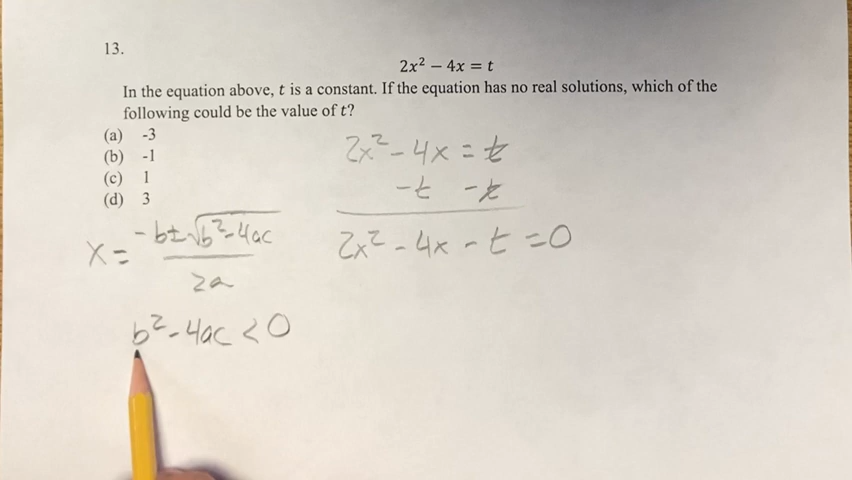 13.
2x² – 4x = t
In the equation above, t is a constant. If the equation has no real solutions, which of the
following could be the value of t?
(a) -3
(b) -1
(c) 1
(d) 3
2x² - 4x = t
-t -t
2x² - 4x - t = 0
x = -b±√b²-4ac
2a
b² - 4ac < 0